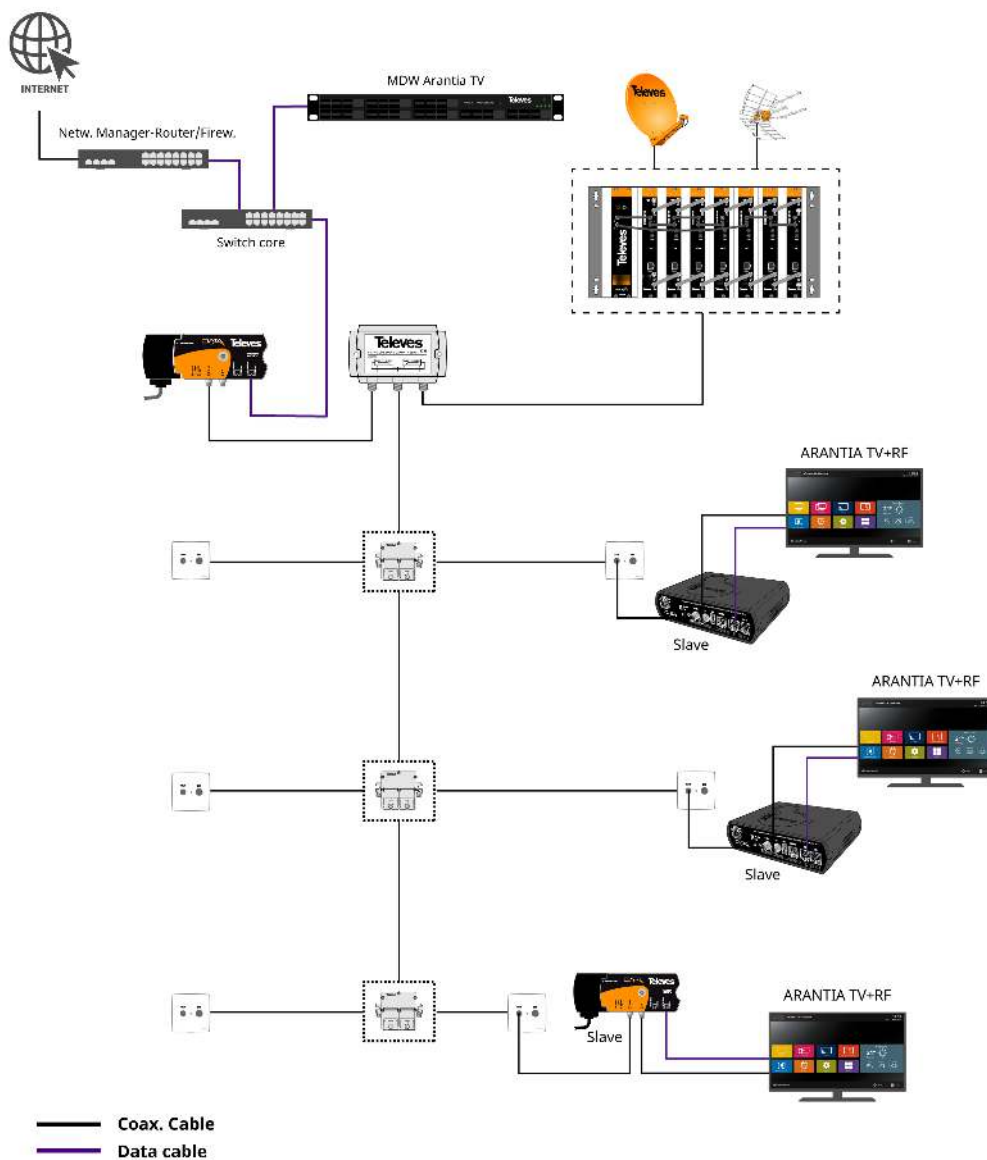 INTERNET
MDW Arantia TV
Televes
Televes
Netw. Manager-Router/Firew.
Switch core
Televes
Televes
Televes
ARANTIA TV+RF
Slave
ARANTIA TV+RF
Slave
Televes
Slave
ARANTIA TV+RF
Coax. Cable
Data cable